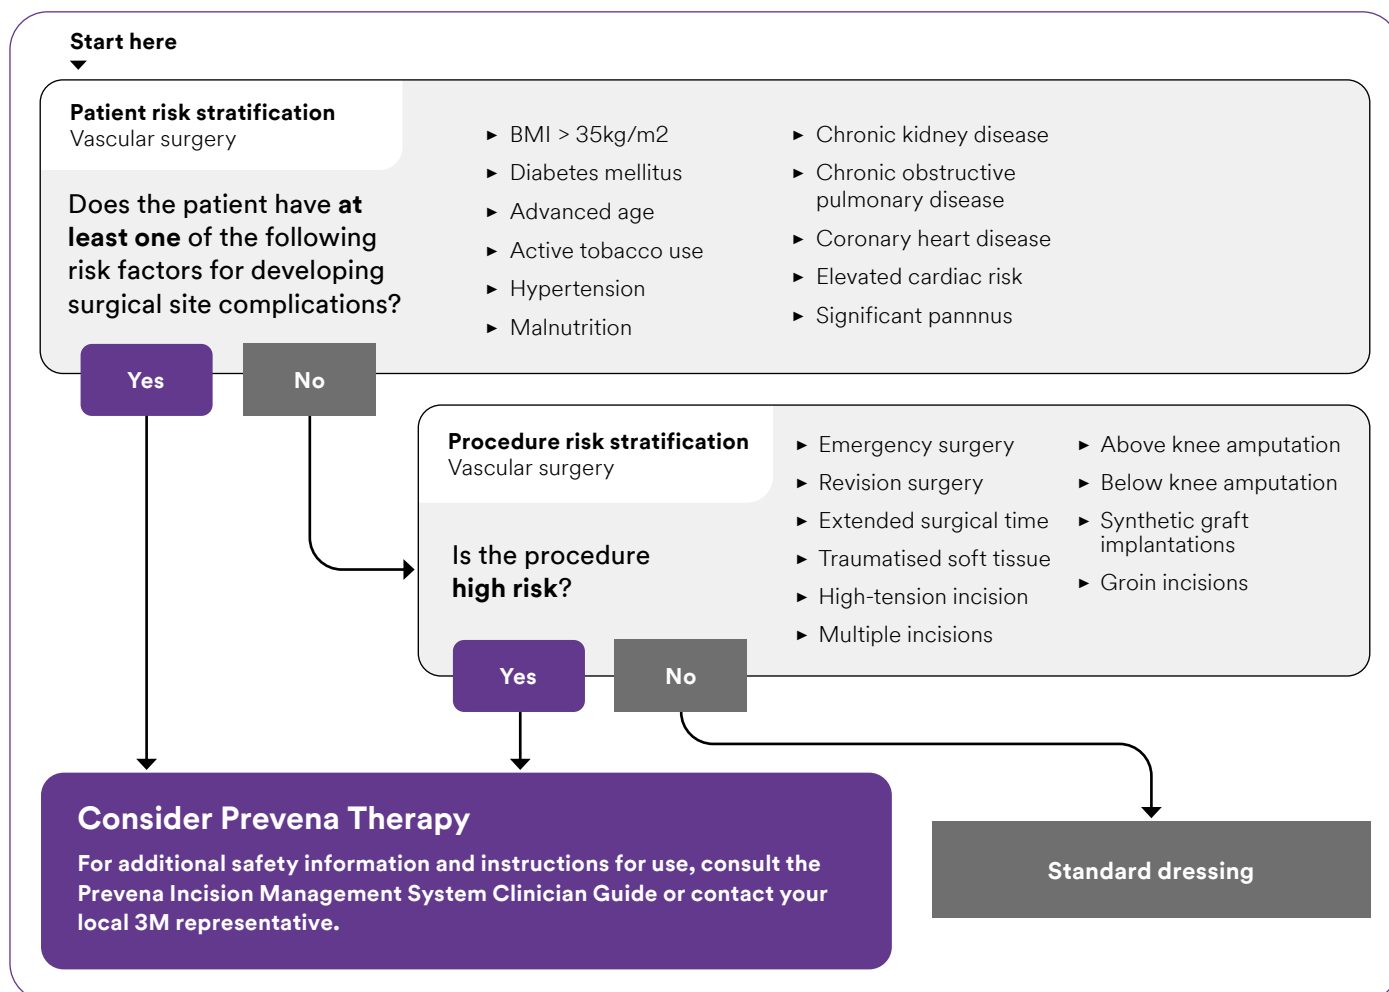 Start here
Patient risk stratification
Vascular surgery
Does the patient have at
least one of the following
risk factors for developing
surgical site complications?
► BMI > 35kg/m2
► Diabetes mellitus
► Advanced age
► Active tobacco use
► Hypertension
► Malnutrition
► Chronic kidney disease
► Chronic obstructive
pulmonary disease
► Coronary heart disease
► Elevated cardiac risk
► Significant pannnus
Yes
No
Procedure risk stratification
Vascular surgery
Is the procedure
high risk?
► Emergency surgery
► Revision surgery
► Extended surgical time
► Traumatised soft tissue
► High-tension incision
► Multiple incisions
► Above knee amputation
► Below knee amputation
► Synthetic graft
implantations
► Groin incisions
Yes
No
Consider Prevena Therapy
For additional safety information and instructions for use, consult the
Prevena Incision Management System Clinician Guide or contact your
local 3M representative.
Standard dressing